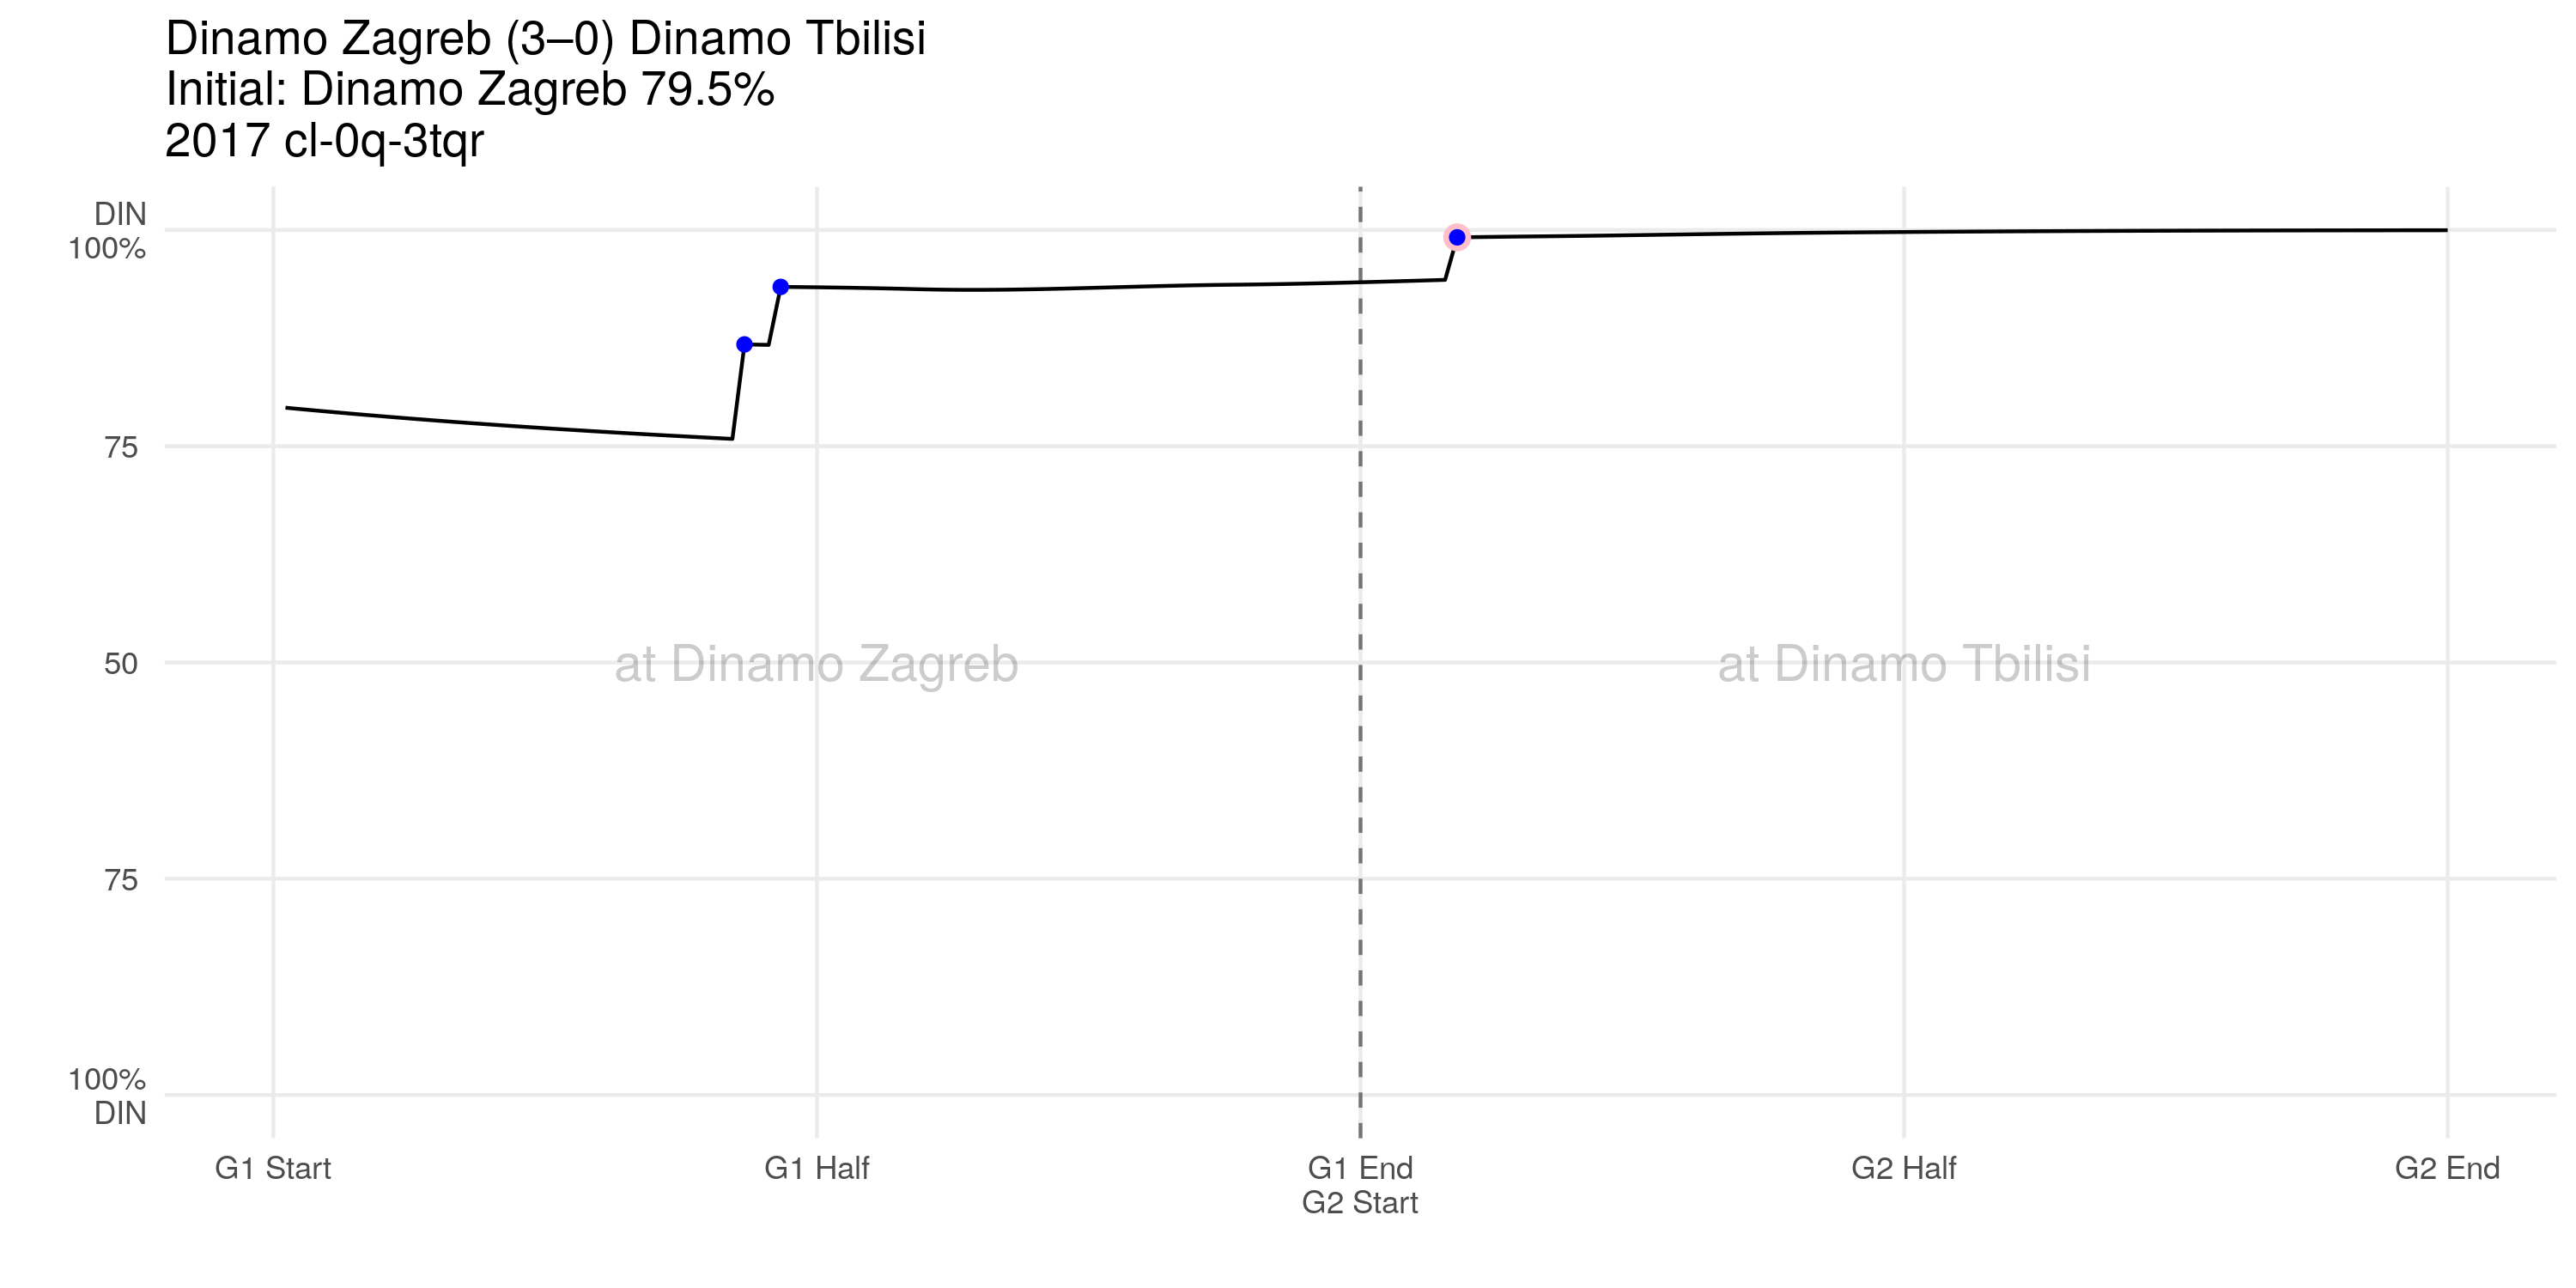 Dinamo Zagreb (3–0) Dinamo Tbilisi
Initial: Dinamo Zagreb 79.5%
2017 cl-0q-3tqr
DIN
100%
75
50
75
100%
DIN
at Dinamo Zagreb
at Dinamo Tbilisi
G1 Start
G1 Half
G1 End
G2 Start
G2 Half
G2 End